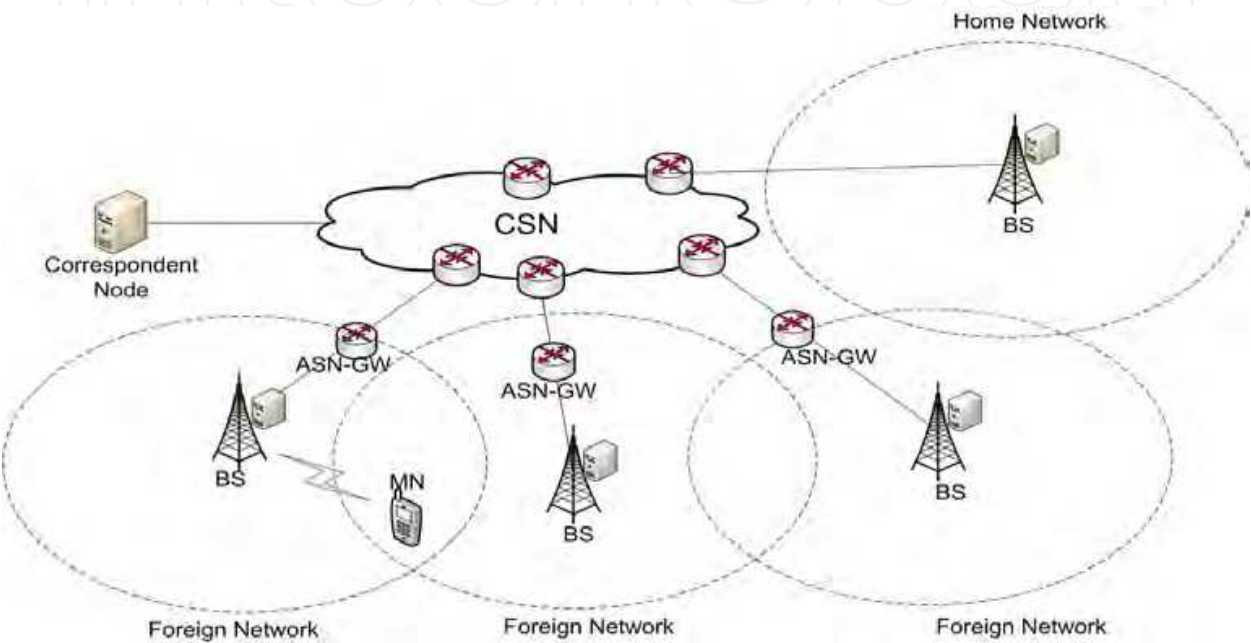 Home Network
CSN
BS
Correspondent
Node
ASN-GW
ASN-GW
ASN-GW
BS
MN
BS
BS
Foreign Network
Foreign Network
Foreign Network